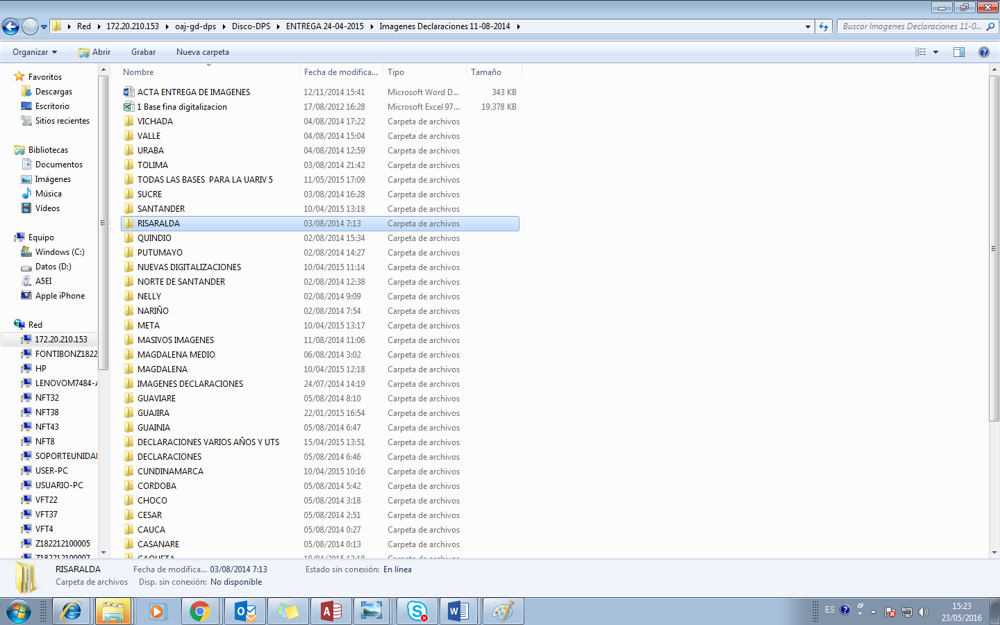 Red ▸ 172.20.210.153 ▸ oaj-gd-dps ▸ Disco-DPS ▸ ENTREGA 24-04-2015 ▸ Imagenes Declaraciones 11-08-2014 ▸
Buscar Imagenes Declaraciones 11-0...
Organizar Abrir Grabar Nueva carpeta
Nombre Fecha de modifica... Tipo Tamaño
ACTA ENTREGA DE IMAGENES 12/11/2014 15:41 Microsoft Word D... 343 KB
1 Base fina digitalizacion 17/08/2012 16:28 Microsoft Excel 97... 19.378 KB
VICHADA 04/08/2014 17:22 Carpeta de archivos
VALLE 04/08/2014 15:04 Carpeta de archivos
URABA 04/08/2014 12:59 Carpeta de archivos
TOLIMA 03/08/2014 21:42 Carpeta de archivos
TODAS LAS BASES  PARA LA UARIV 5 11/05/2015 17:09 Carpeta de archivos
SUCRE 03/08/2014 16:28 Carpeta de archivos
SANTANDER 10/04/2015 13:18 Carpeta de archivos
RISARALDA 03/08/2014 7:13 Carpeta de archivos
QUINDIO 02/08/2014 15:34 Carpeta de archivos
PUTUMAYO 02/08/2014 14:27 Carpeta de archivos
NUEVAS DIGITALIZACIONES 10/04/2015 11:14 Carpeta de archivos
NORTE DE SANTANDER 02/08/2014 12:38 Carpeta de archivos
NELLY 02/08/2014 9:09 Carpeta de archivos
NARIÑO 02/08/2014 7:54 Carpeta de archivos
META 10/04/2015 13:17 Carpeta de archivos
MASIVOS IMAGENES 11/08/2014 11:06 Carpeta de archivos
MAGDALENA MEDIO 06/08/2014 3:02 Carpeta de archivos
MAGDALENA 10/04/2015 12:18 Carpeta de archivos
IMAGENES DECLARACIONES 24/07/2014 14:19 Carpeta de archivos
GUAVIARE 05/08/2014 8:10 Carpeta de archivos
GUAJIRA 22/01/2015 16:54 Carpeta de archivos
GUAINIA 05/08/2014 6:47 Carpeta de archivos
DECLARACIONES VARIOS AÑOS Y UTS 15/04/2015 13:51 Carpeta de archivos
DECLARACIONES 05/08/2014 6:46 Carpeta de archivos
CUNDINAMARCA 10/04/2015 10:16 Carpeta de archivos
CORDOBA 05/08/2014 5:42 Carpeta de archivos
CHOCO 05/08/2014 3:18 Carpeta de archivos
CESAR 05/08/2014 2:51 Carpeta de archivos
CAUCA 05/08/2014 0:27 Carpeta de archivos
CASANARE 05/08/2014 0:13 Carpeta de archivos
CAQUETA 10/04/2015 13:18 Carpeta de archivos
Favoritos
Descargas
Escritorio
Sitios recientes
Bibliotecas
Documentos
Imágenes
Música
Vídeos
Equipo
Windows (C:)
Datos (D:)
A5EI
Apple iPhone
Red
172.20.210.153
FONTIBONZ1822
HP
LENOVOM7484-A
NFT32
NFT38
NFT43
NFT8
SOPORTEUNIDAI
USER-PC
USUARIO-PC
VFT22
VFT37
VFT4
Z182212100005
Z182212100007
RISARALDA Fecha de modifica... 03/08/2014 7:13 Estado sin conexión: En línea
Carpeta de archivos Disp. sin conexión: No disponible
ES 15:23
23/05/2016